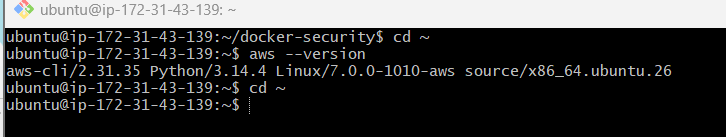 ubuntu@ip-172-31-43-139: ~
ubuntu@ip-172-31-43-139:~/docker-security$ cd ~
ubuntu@ip-172-31-43-139:~$ aws --version
aws-cli/2.31.35 Python/3.14.4 Linux/7.0.0-1010-aws source/x86_64.ubuntu.26
ubuntu@ip-172-31-43-139:~$ cd ~
ubuntu@ip-172-31-43-139:~$